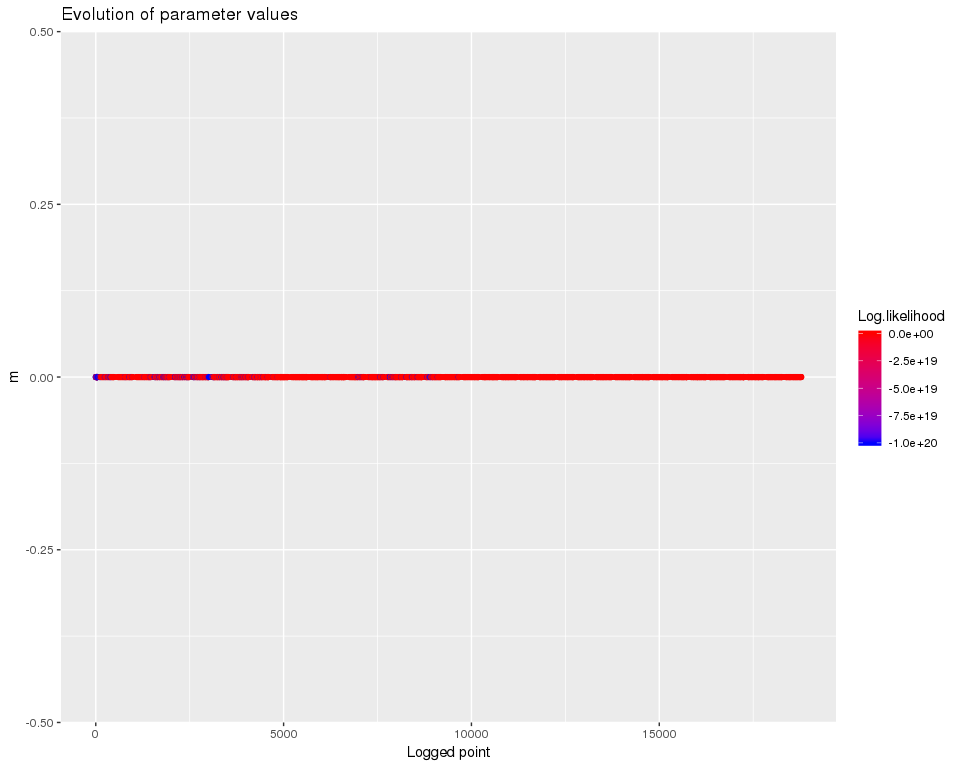 Evolution of parameter values
0.50
0.25
0.00
-0.25
-0.50
m
0
5000
10000
15000
Logged point
Log.likelihood
0.0e+00
-2.5e+19
-5.0e+19
-7.5e+19
-1.0e+20